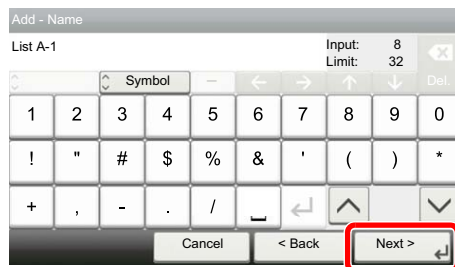 Add - Name
List A-1
Input: 8
Limit: 32
Symbol
Del.
1 2 3 4 5 6 7 8 9 0
! " # $ % & ' ( ) *
+ , - . / _
Cancel < Back Next >